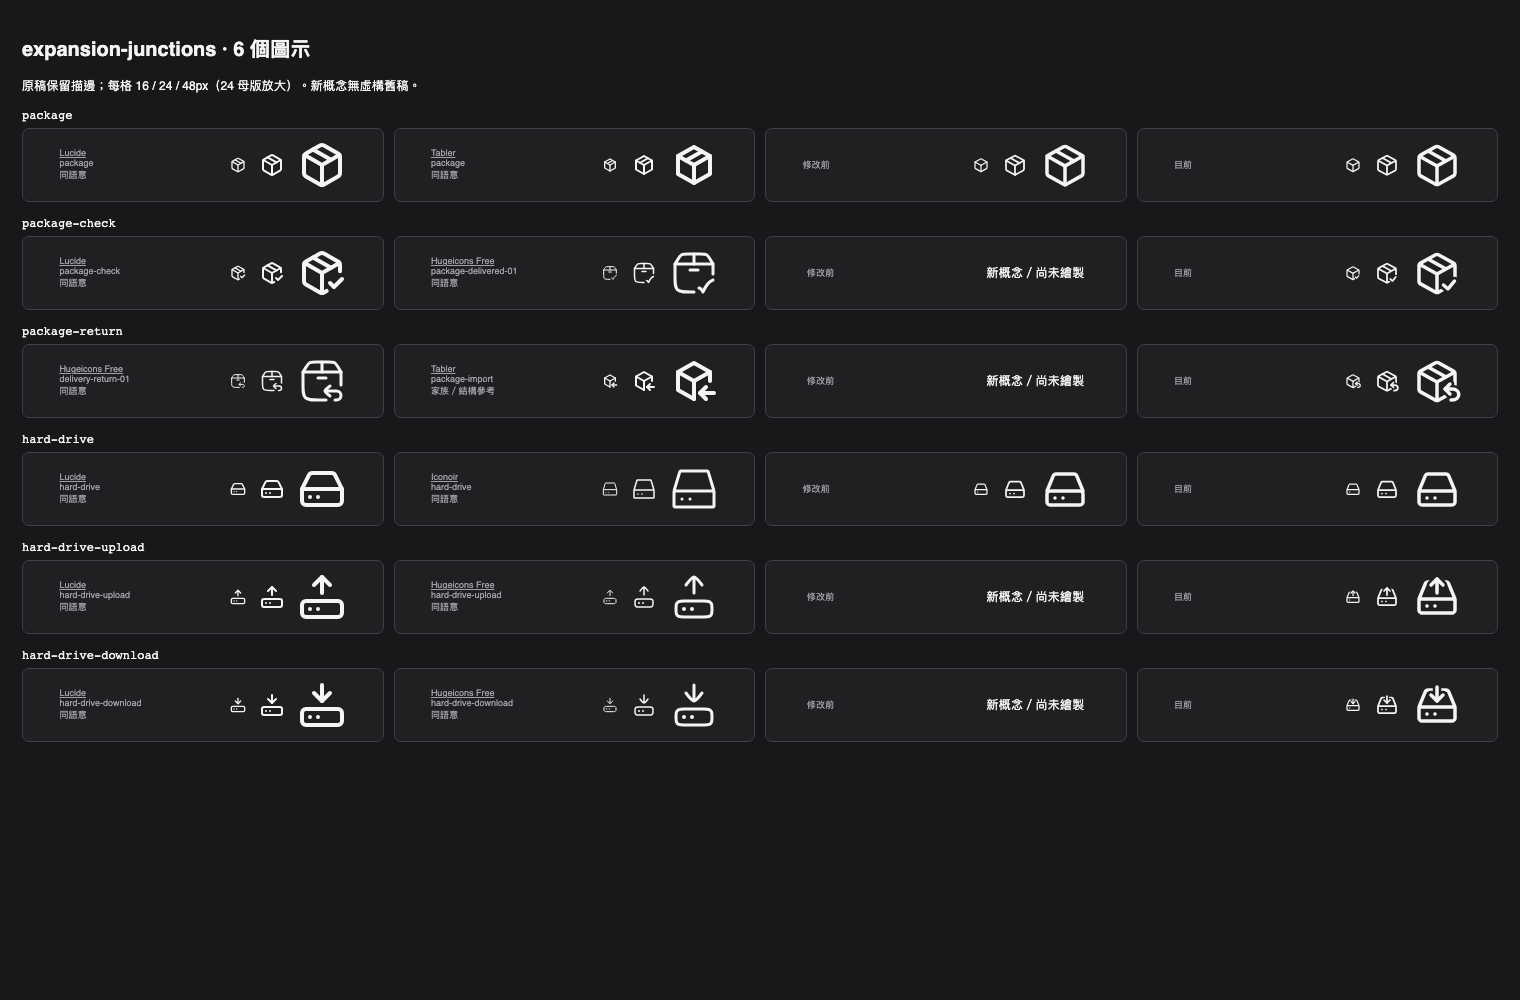 expansion-junctions · 6 個圖示
原稿保留描邊；每格 16 / 24 / 48px（24 母版放大）。新概念無虛構舊稿。
package
Lucide
package
同語意
Tabler
package
同語意
修改前
目前
package-check
Lucide
package-check
同語意
Hugeicons Free
package-delivered-01
同語意
修改前
新概念 / 尚未繪製
目前
package-return
Hugeicons Free
delivery-return-01
同語意
Tabler
package-import
家族 / 結構參考
修改前
新概念 / 尚未繪製
目前
hard-drive
Lucide
hard-drive
同語意
Iconoir
hard-drive
同語意
修改前
目前
hard-drive-upload
Lucide
hard-drive-upload
同語意
Hugeicons Free
hard-drive-upload
同語意
修改前
新概念 / 尚未繪製
目前
hard-drive-download
Lucide
hard-drive-download
同語意
Hugeicons Free
hard-drive-download
同語意
修改前
新概念 / 尚未繪製
目前